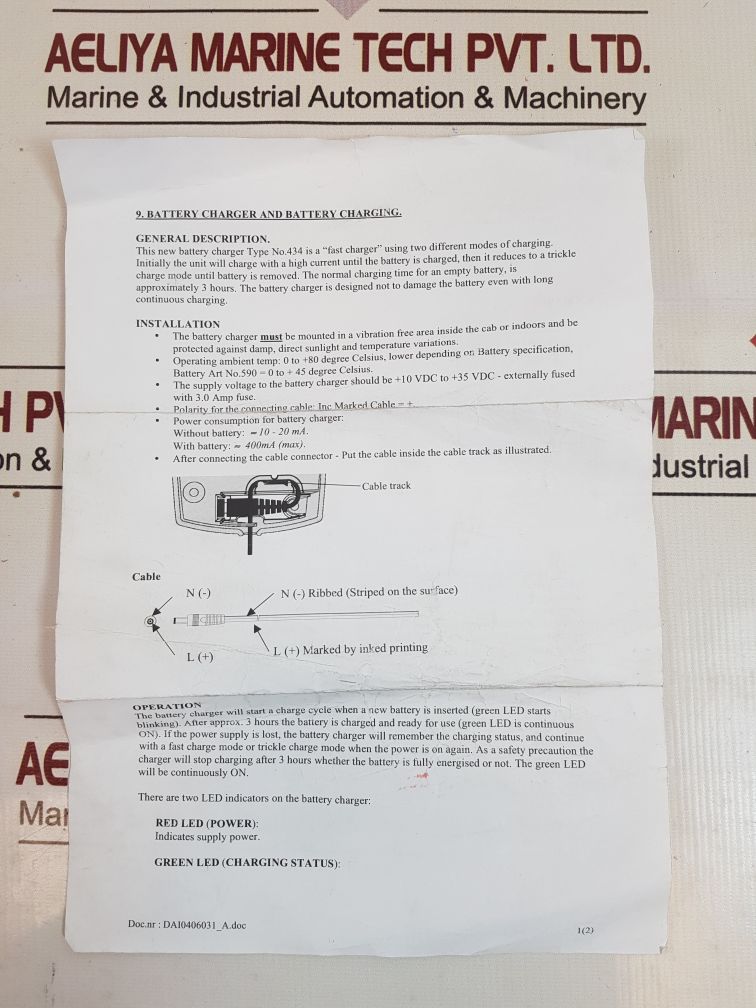 AELIYA MARINE TECH PVT. LTD.
Marine & Industrial Automation & Machinery
9. BATTERY CHARGER AND BATTERY CHARGING.
GENERAL DESCRIPTION.
This new battery charger Type No.434 is a “fast charger” using two different modes of charging.
Initially the unit will charge with a high current until the battery is charged, then it reduces to a trickle
charge mode until battery is removed. The normal charging time for an empty battery, is
approximately 3 hours. The battery charger is designed not to damage the battery even with long
continuous charging.
INSTALLATION
• The battery charger must be mounted in a vibration free area inside the cab or indoors and be
protected against damp, direct sunlight and temperature variations.
• Operating ambient temp: 0 to +80 degree Celsius, lower depending on Battery specification,
Battery Art No.590 = 0 to + 45 degree Celsius.
• The supply voltage to the battery charger should be +10 VDC to +35 VDC - externally fused
with 3.0 Amp fuse.
• Polarity for the connecting cable: Inc Marked Cable = +.
• Power consumption for battery charger:
Without battery: ≈ 10 - 20 mA.
With battery: ≈ 400mA (max).
• After connecting the cable connector - Put the cable inside the cable track as illustrated.
Cable track
Cable
N (-)
N (-) Ribbed (Striped on the surface)
L (+)
L (+) Marked by inked printing
OPERATION
The battery charger will start a charge cycle when a new battery is inserted (green LED starts
blinking). After approx. 3 hours the battery is charged and ready for use (green LED is continuous
ON). If the power supply is lost, the battery charger will remember the charging status, and continue
with a fast charge mode or trickle charge mode when the power is on again. As a safety precaution the
charger will stop charging after 3 hours whether the battery is fully energised or not. The green LED
will be continuously ON.
There are two LED indicators on the battery charger:
RED LED (POWER):
Indicates supply power.
GREEN LED (CHARGING STATUS):
Doc.nr : DAI0406031_A.doc
1(2)
H PV
on &
MARIN
dustrial
AE
Mar